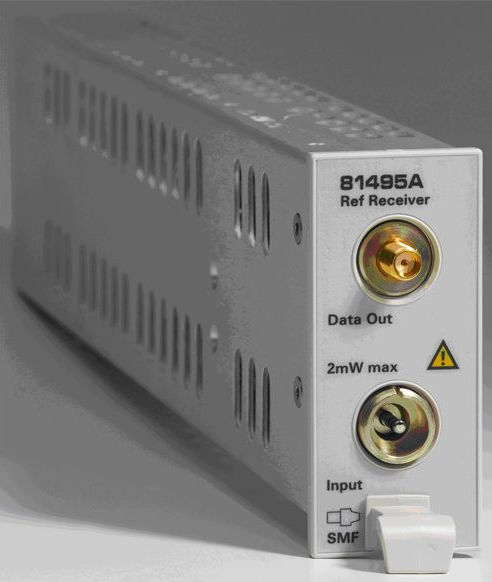 81495A
Ref Receiver
Data Out
2mW max
Input
SMF